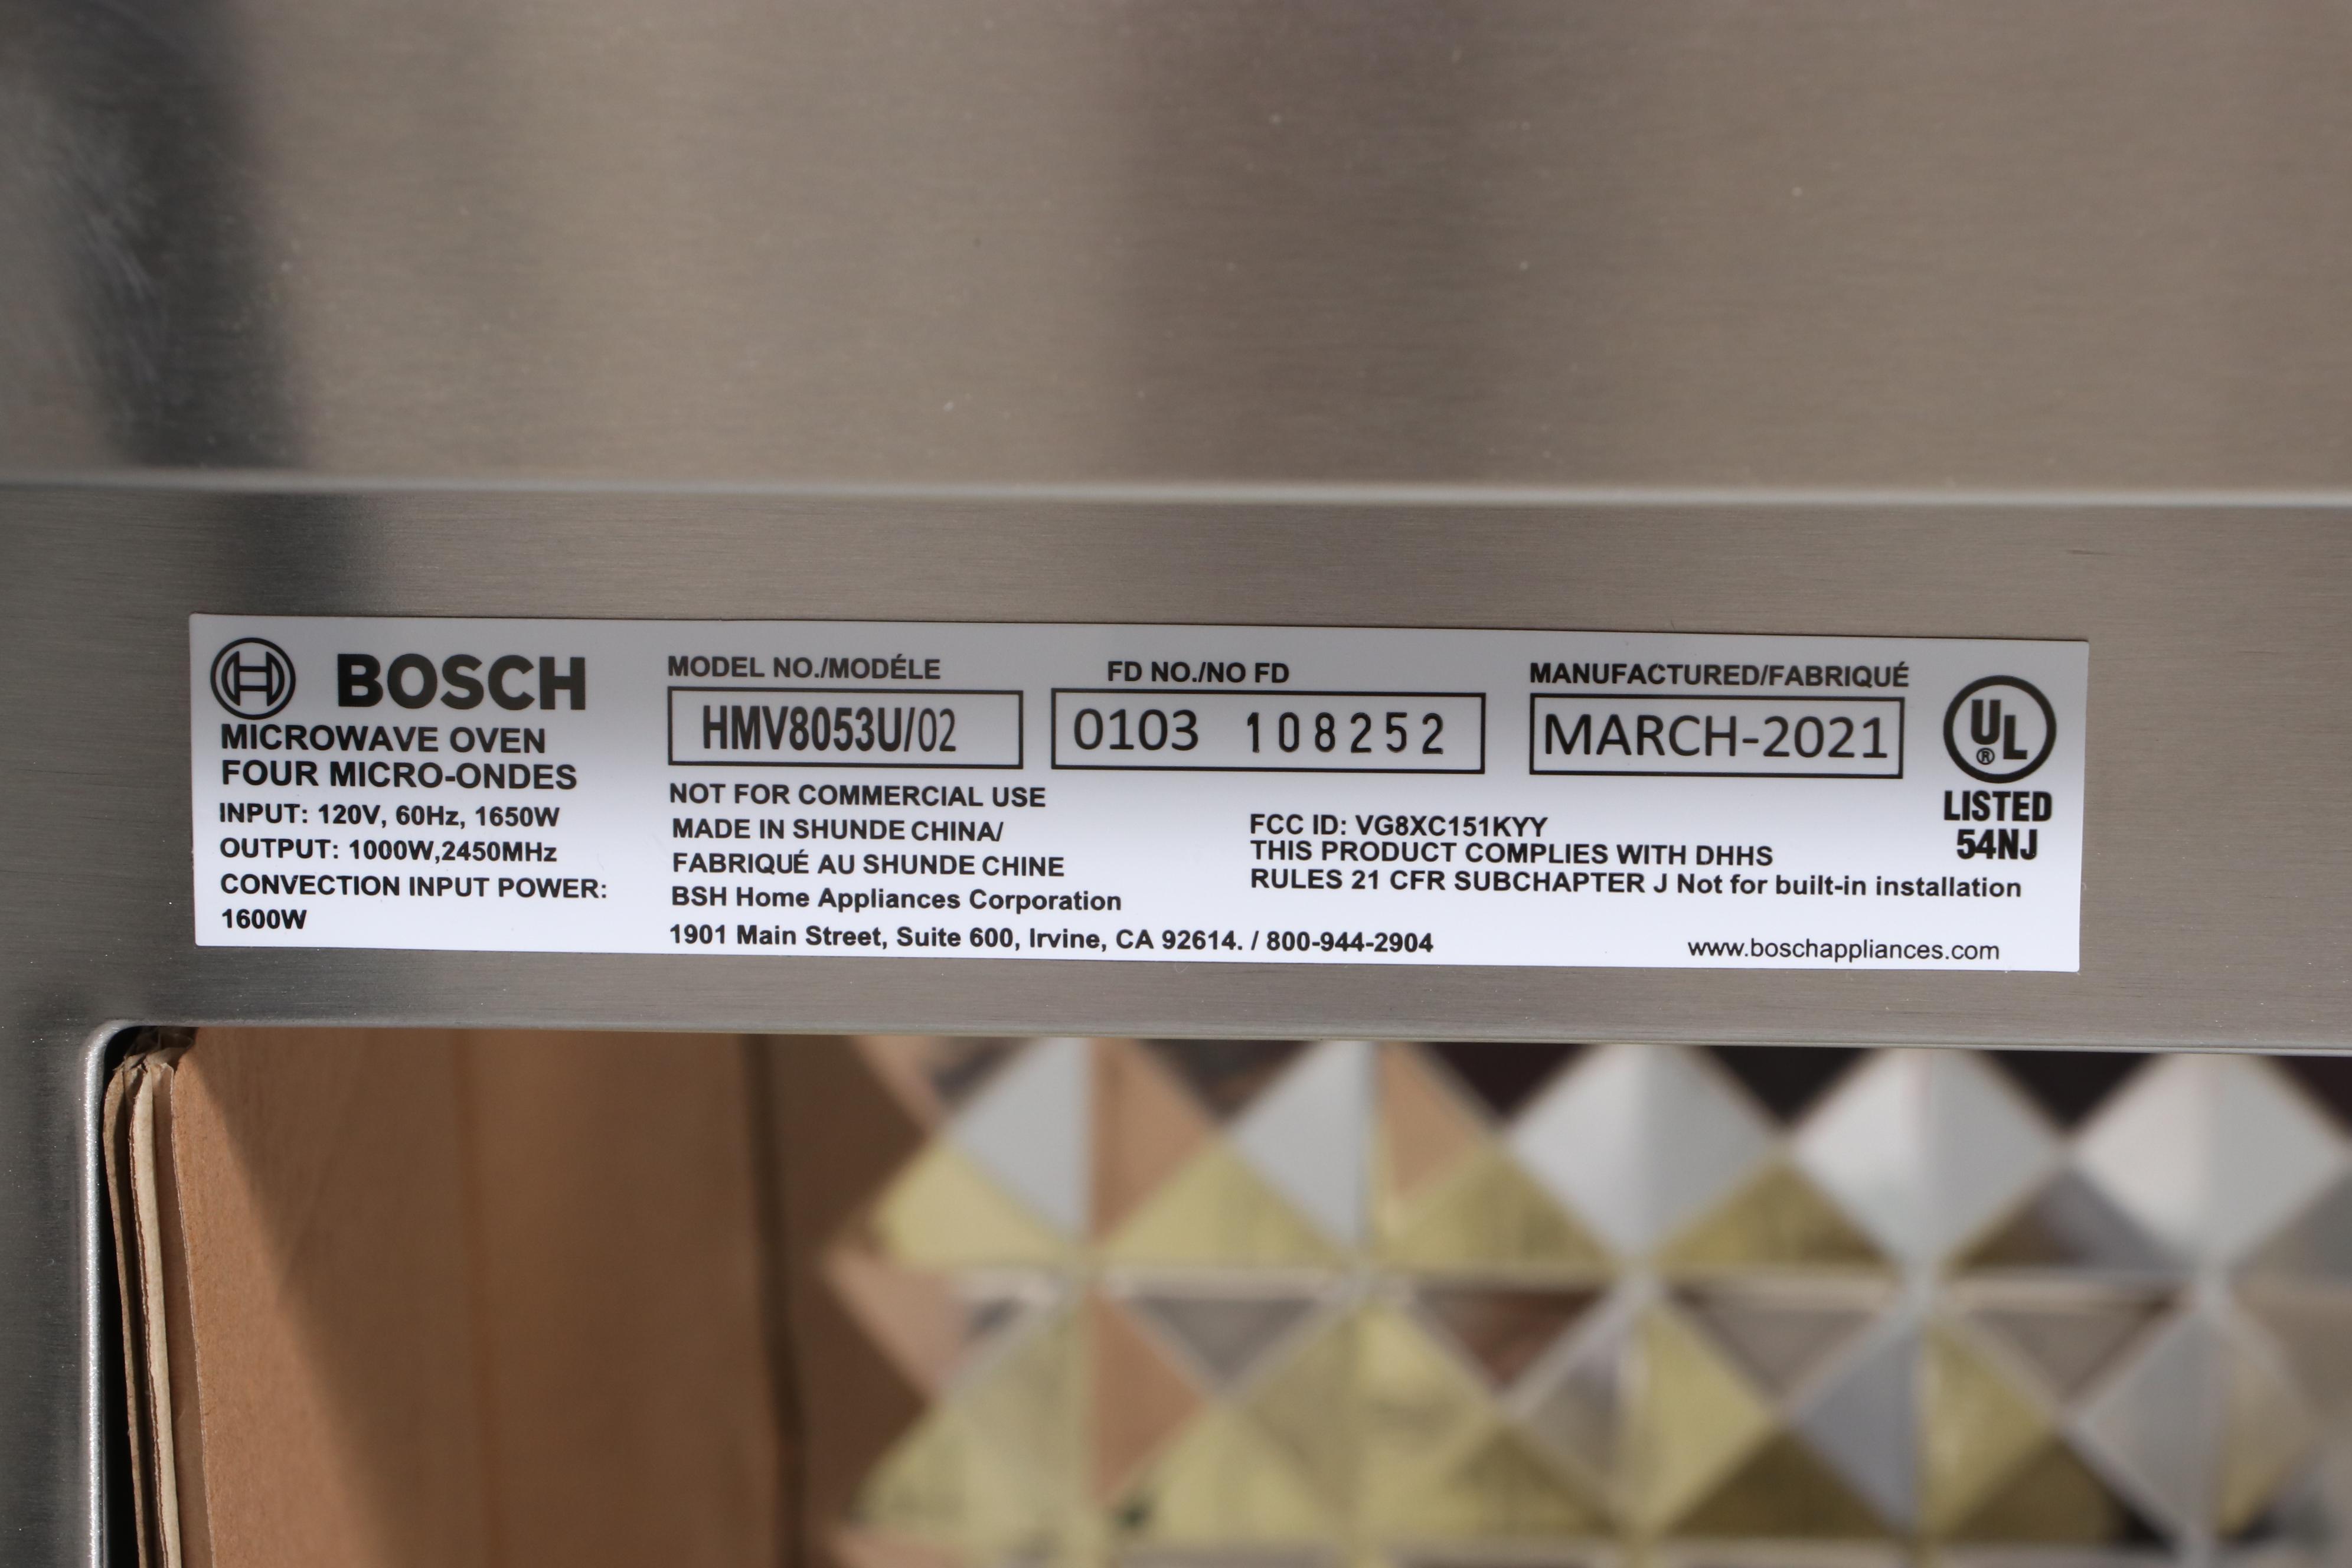 BOSCH
MICROWAVE OVEN
FOUR MICRO-ONDES
INPUT: 120V, 60Hz, 1650W
OUTPUT: 1000W,2450MHz
CONVECTION INPUT POWER:
1600W
MODEL NO./MODÉLE
HMV8053U/02
FD NO./NO FD
0103 108252
MANUFACTURED/FABRIQUÉ
MARCH-2021
NOT FOR COMMERCIAL USE
MADE IN SHUNDE CHINA/
FABRIQUÉ AU SHUNDE CHINE
BSH Home Appliances Corporation
1901 Main Street, Suite 600, Irvine, CA 92614. / 800-944-2904
FCC ID: VG8XC151KYY
THIS PRODUCT COMPLIES WITH DHHS
RULES 21 CFR SUBCHAPTER J Not for built-in installation
www.boschappliances.com
UL ®
LISTED
54NJ